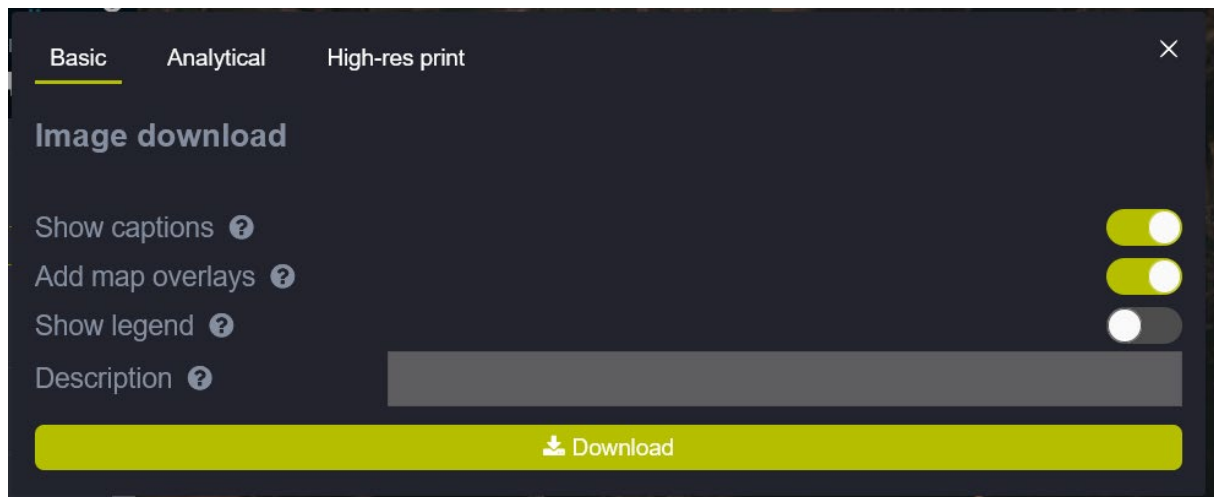 Basic Analytical High-res print
Image download
Show captions
Add map overlays
Show legend
Description
Download